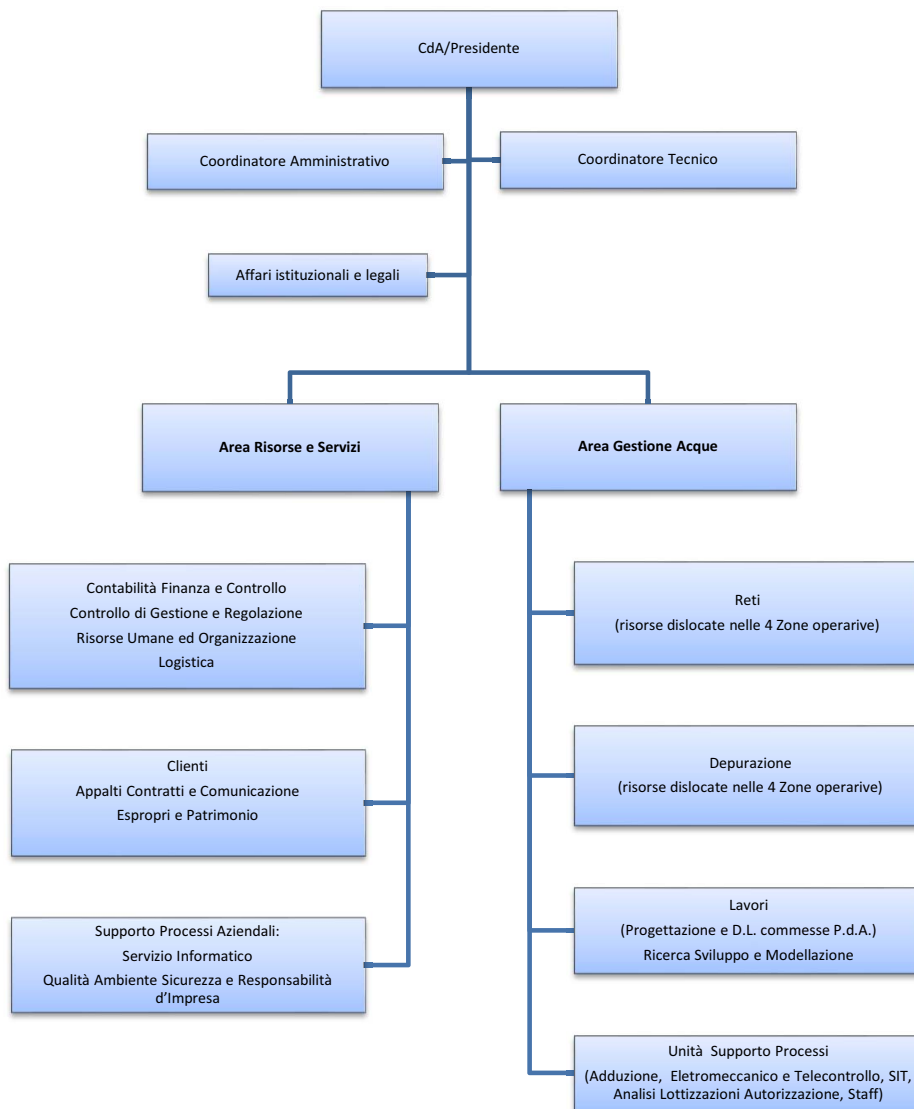 CdA/Presidente
Coordinatore Amministrativo
Coordinatore Tecnico
Affari istituzionali e legali
Area Risorse e Servizi
Area Gestione Acque
Contabilità Finanza e Controllo
Controllo di Gestione e Regolazione
Risorse Umane ed Organizzazione
Logistica
Clienti
Appalti Contratti e Comunicazione
Espropri e Patrimonio
Supporto Processi Aziendali:
Servizio Informatico
Qualità Ambiente Sicurezza e Responsabilità
d'Impresa
Reti
(risorse dislocate nelle 4 Zone operarive)
Depurazione
(risorse dislocate nelle 4 Zone operarive)
Lavori
(Progettazione e D.L. commesse P.d.A.)
Ricerca Sviluppo e Modellazione
Unità Supporto Processi
(Adduzione, Eletromeccanico e Telecontrollo, SIT,
Analisi Lottizzazioni Autorizzazione, Staff)